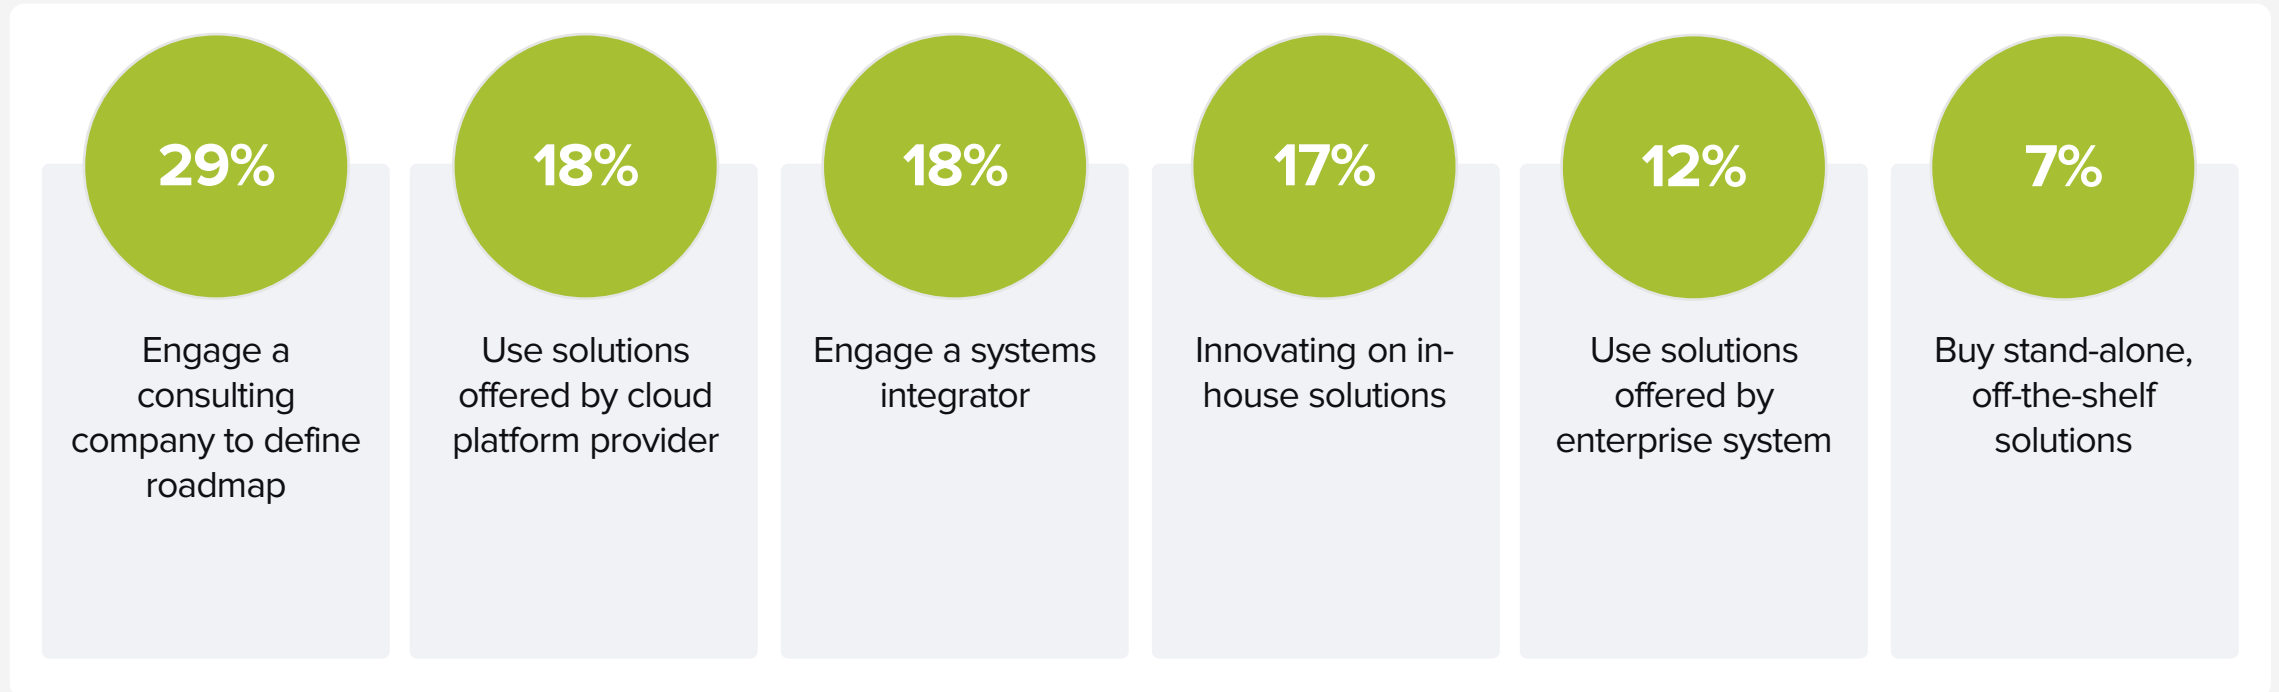 29%
Engage a
consulting
company to define
roadmap
18%
Use solutions
offered by cloud
platform provider
18%
Engage a systems
integrator
17%
Innovating on in-
house solutions
12%
Use solutions
offered by
enterprise system
7%
Buy stand-alone,
off-the-shelf
solutions